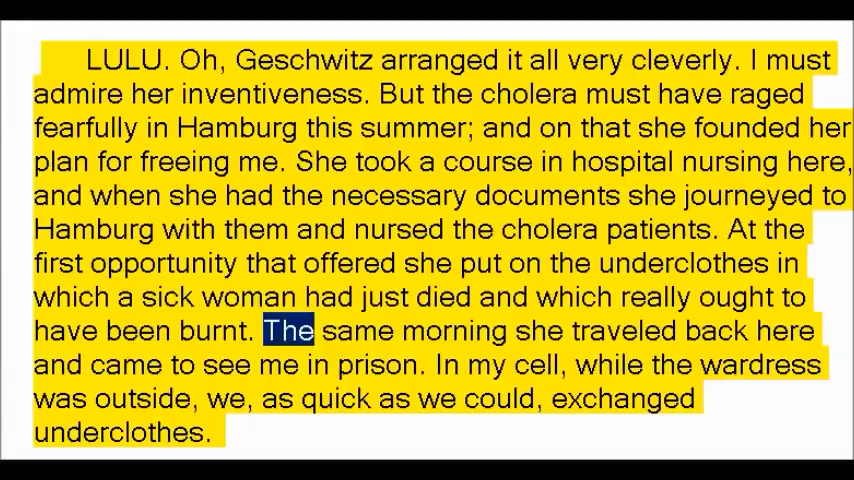 LULU. Oh, Geschwitz arranged it all very cleverly. I must
admire her inventiveness. But the cholera must have raged
fearfully in Hamburg this summer; and on that she founded her
plan for freeing me. She took a course in hospital nursing here,
and when she had the necessary documents she journeyed to
Hamburg with them and nursed the cholera patients. At the
first opportunity that offered she put on the underclothes in
which a sick woman had just died and which really ought to
have been burnt. The same morning she traveled back here
and came to see me in prison. In my cell, while the wardress
was outside, we, as quick as we could, exchanged
underclothes.